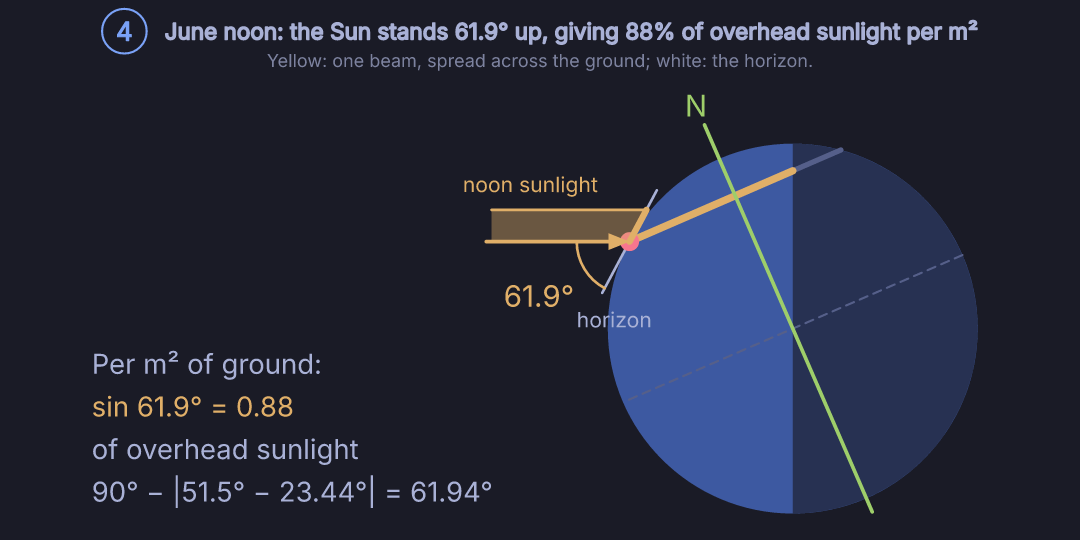 4 June noon: the Sun stands 61.9° up, giving 88% of overhead sunlight per m²
Yellow: one beam, spread across the ground; white: the horizon.
N
noon sunlight
61.9°
horizon
Per m² of ground:
sin 61.9° = 0.88
of overhead sunlight
90° − |51.5° − 23.44°| = 61.94°